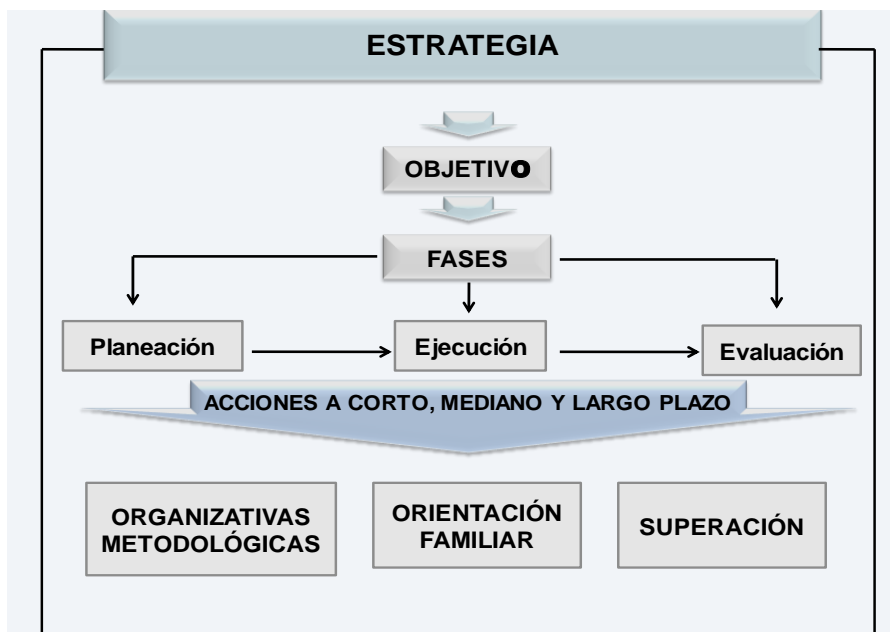 ESTRATEGIA
OBJETIVO
FASES
Planeación
Ejecución
Evaluación
ACCIONES A CORTO, MEDIANO Y LARGO PLAZO
ORGANIZATIVAS
METODOLÓGICAS
ORIENTACIÓN
FAMILIAR
SUPERACIÓN